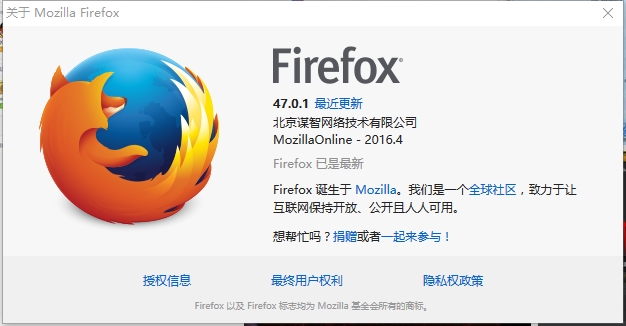 关于 Mozilla Firefox
Firefox
47.0.1 最近更新
北京谋智网络技术有限公司
MozillaOnline - 2016.4
Firefox 已是最新
Firefox 诞生于 Mozilla。我们是一个全球社区，致力于让
互联网保持开放、公开且人人可用。
想帮忙吗？捐赠或者一起来参与！
授权信息 最终用户权利 隐私权政策
Firefox 以及 Firefox 标志均为 Mozilla 基金会所有的商标。